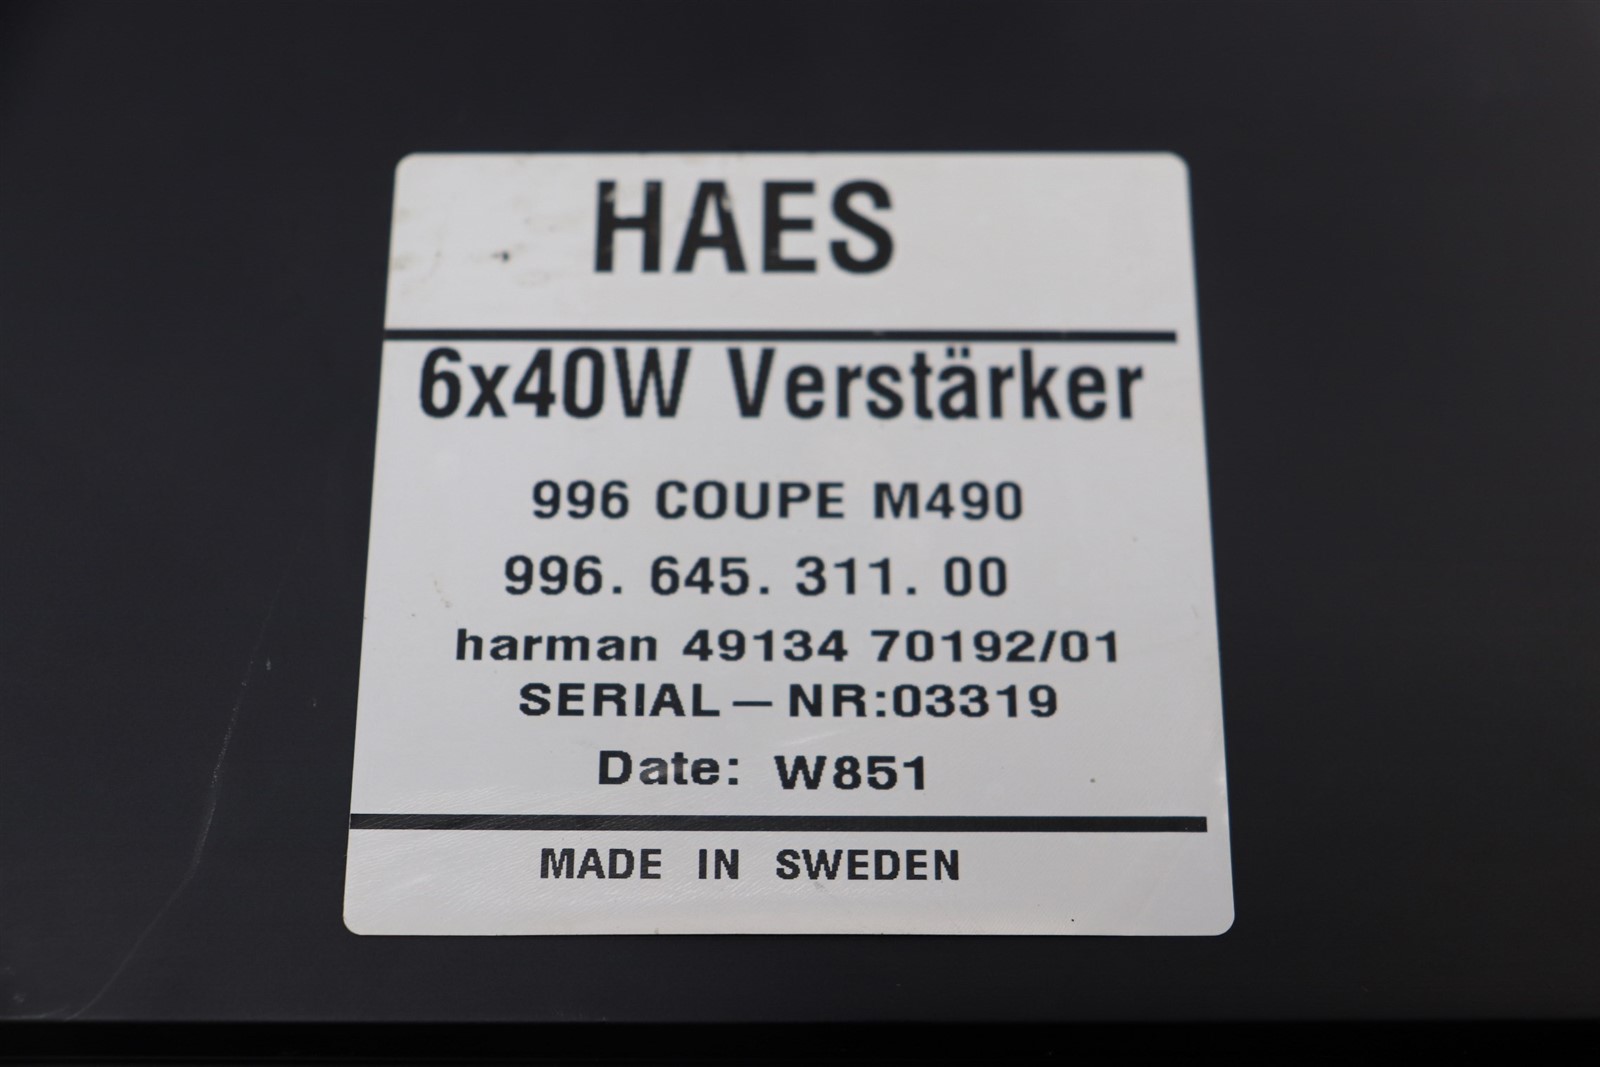 HAES
6x40W Verstärker
996 COUPE M490
996. 645. 311. 00
harman 49134 70192/01
SERIAL — NR:03319
Date: W851
MADE IN SWEDEN